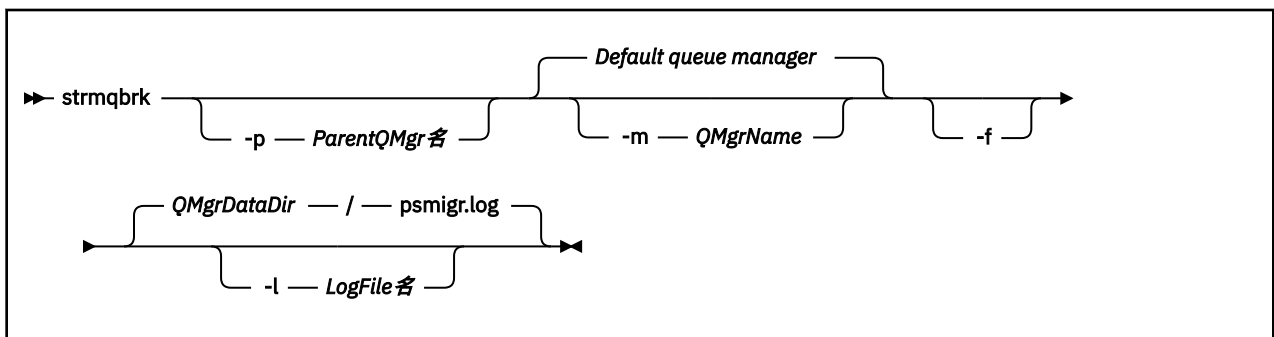 Default queue manager
strmqbrk
-p ParentQMgr名
-m QMgrName
-f
QMgrDataDir / psmigr.log
-l LogFile名